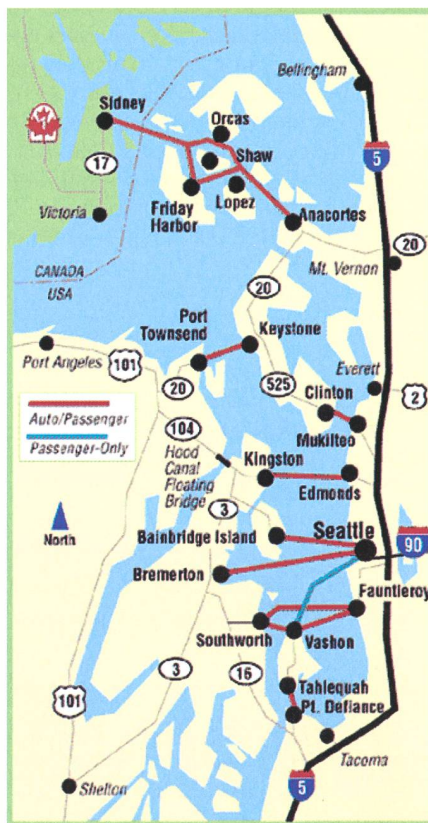 Bellingham
Sidney
Orcas
1
5
Shaw
17
Friday
Harbor
Lopez
Victoria
Anacortes
20
CANADA
USA
Mt. Vernon
20
Port
Townsend
Keystone
101
Port Angeles
20
Everett
525
Clinton
2
Auto/Passenger
Passenger-Only
104
Mukilteo
Hood
Canal
Floating
Bridge
Kingston
Edmonds
3
North
Bainbridge Island
Seattle
90
Bremerton
Fauntleroy
Southworth
Vashon
3
16
Tahlequah
Pt. Defiance
101
Tacoma
Shelton
5